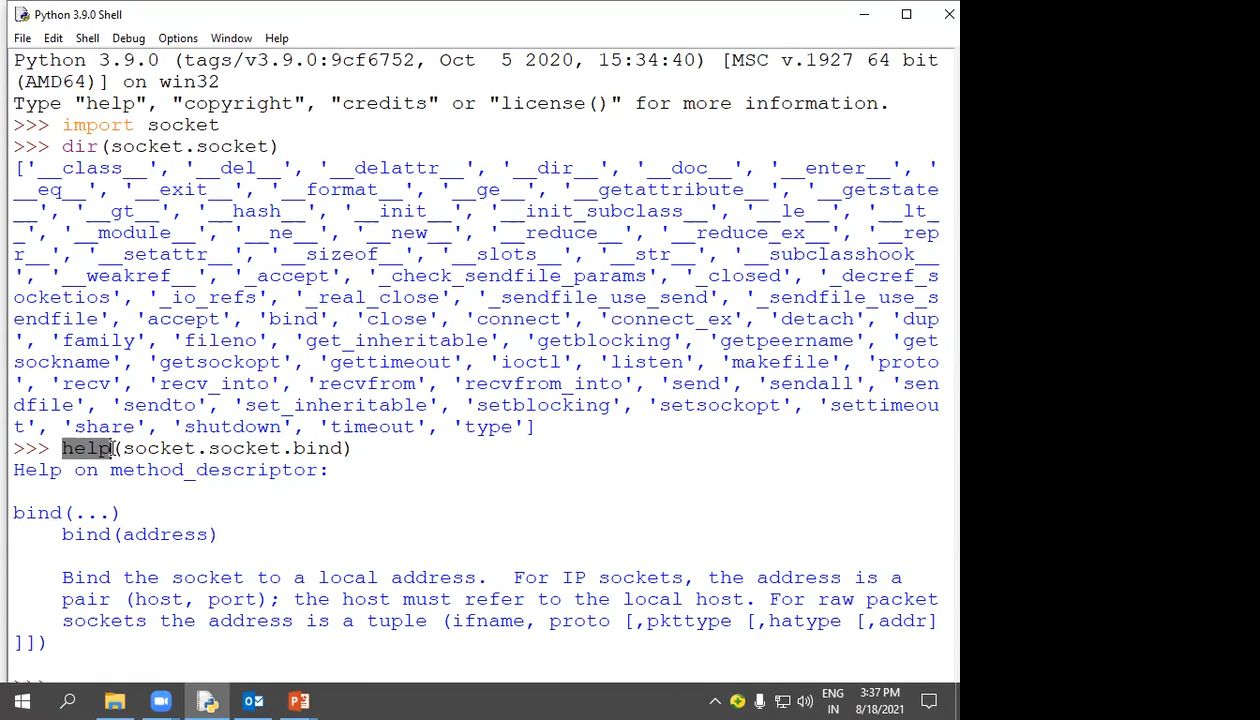 Python 3.9.0 Shell
File Edit Shell Debug Options Window Help
Python 3.9.0 (tags/v3.9.0:9cf6752, Oct  5 2020, 15:34:40) [MSC v.1927 64 bit
(AMD64)] on win32
Type "help", "copyright", "credits" or "license()" for more information.
>>> import socket
>>> dir(socket.socket)
['__class__', '__del__', '__delattr__', '__dir__', '__doc__', '__enter__', '
__eq__', '__exit__', '__format__', '__ge__', '__getattribute__', '__getstate
__', '__gt__', '__hash__', '__init__', '__init_subclass__', '__le__', '__lt_
_', '__module__', '__ne__', '__new__', '__reduce__', '__reduce_ex__', '__rep
r__', '__setattr__', '__sizeof__', '__slots__', '__str__', '__subclasshook__
', '__weakref__', '_accept', '_check_sendfile_params', '_closed', '_decref_s
ocketios', '_io_refs', '_real_close', '_sendfile_use_send', '_sendfile_use_s
endfile', 'accept', 'bind', 'close', 'connect', 'connect_ex', 'detach', 'dup
', 'family', 'fileno', 'get_inheritable', 'getblocking', 'getpeername', 'get
sockname', 'getsockopt', 'gettimeout', 'ioctl', 'listen', 'makefile', 'proto
', 'recv', 'recv_into', 'recvfrom', 'recvfrom_into', 'send', 'sendall', 'sen
dfile', 'sendto', 'set_inheritable', 'setblocking', 'setsockopt', 'settimeou
t', 'share', 'shutdown', 'timeout', 'type']
>>> help(socket.socket.bind)
Help on method_descriptor:
bind(...)
bind(address)
Bind the socket to a local address.  For IP sockets, the address is a
pair (host, port); the host must refer to the local host. For raw packet
sockets the address is a tuple (ifname, proto [,pkttype [,hatype [,addr]
]])
>>>
ENG 3:37 PM
IN 8/18/2021